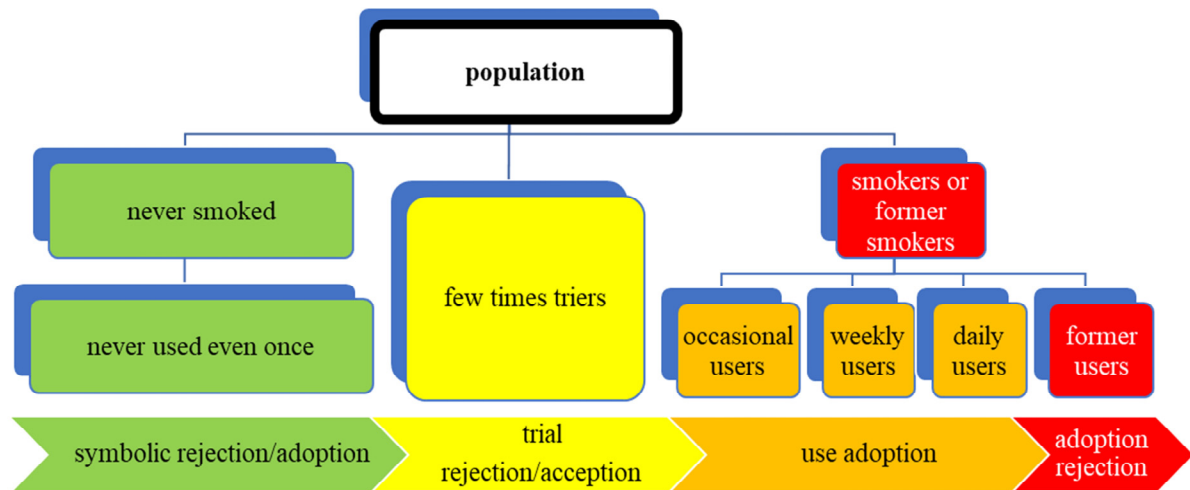 population
never smoked
smokers or
former
smokers
never used even once
few times triers
occasional
users
weekly
users
daily
users
former
users
symbolic rejection/adoption
trial
rejection/acception
use adoption
adoption
rejection